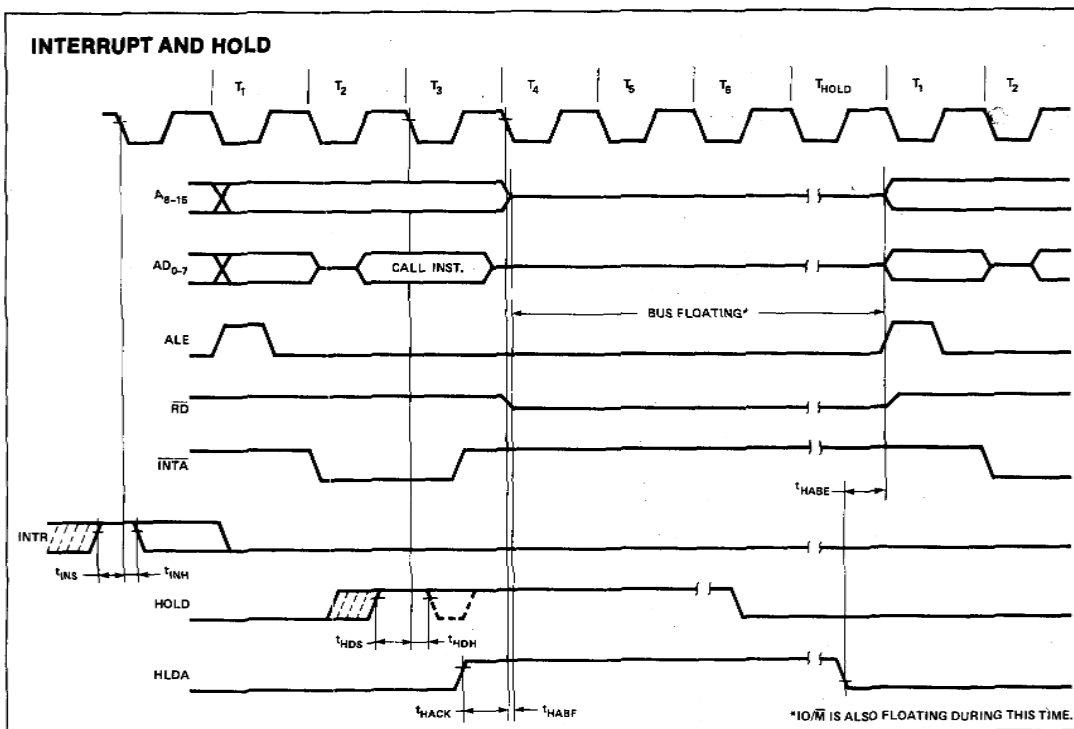 INTERRUPT AND HOLD
T1 T2 T3 T4 T5 T6 THOLD T1 T2
A8-15
AD0-7 CALL INST.
BUS FLOATING*
ALE
R̅D̅
I̅N̅T̅A̅
tHABE
INTR
tINS tINH
HOLD
tHDS tHDH
HLDA
tHACK tHABF
*IO/M̅ IS ALSO FLOATING DURING THIS TIME.